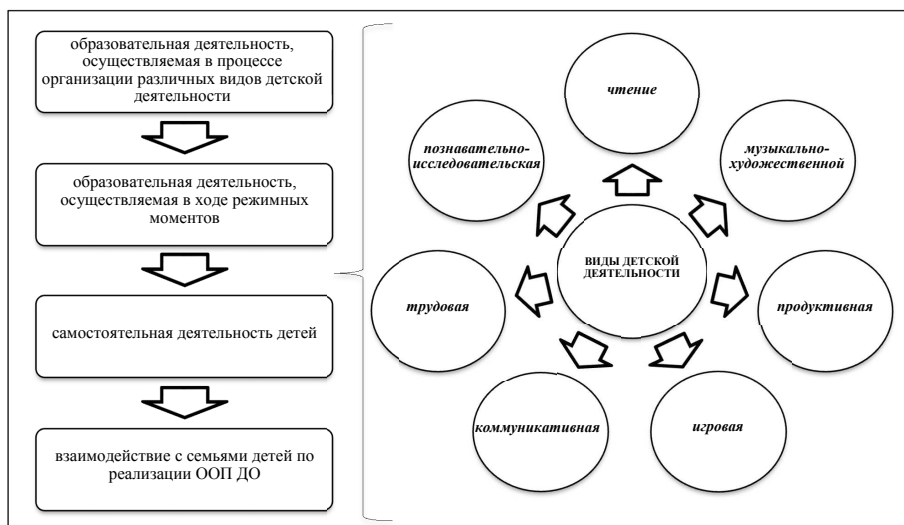 образовательная деятельность,
осуществляемая в процессе
организации различных видов детской
деятельности
образовательная деятельность,
осуществляемая в ходе режимных
моментов
самостоятельная деятельность детей
взаимодействие с семьями детей по
реализации ООП ДО
чтение
познавательно-
исследовательская
музыкально-
художественной
ВИДЫ ДЕТСКОЙ
ДЕЯТЕЛЬНОСТИ
трудовая
продуктивная
коммуникативная
игровая